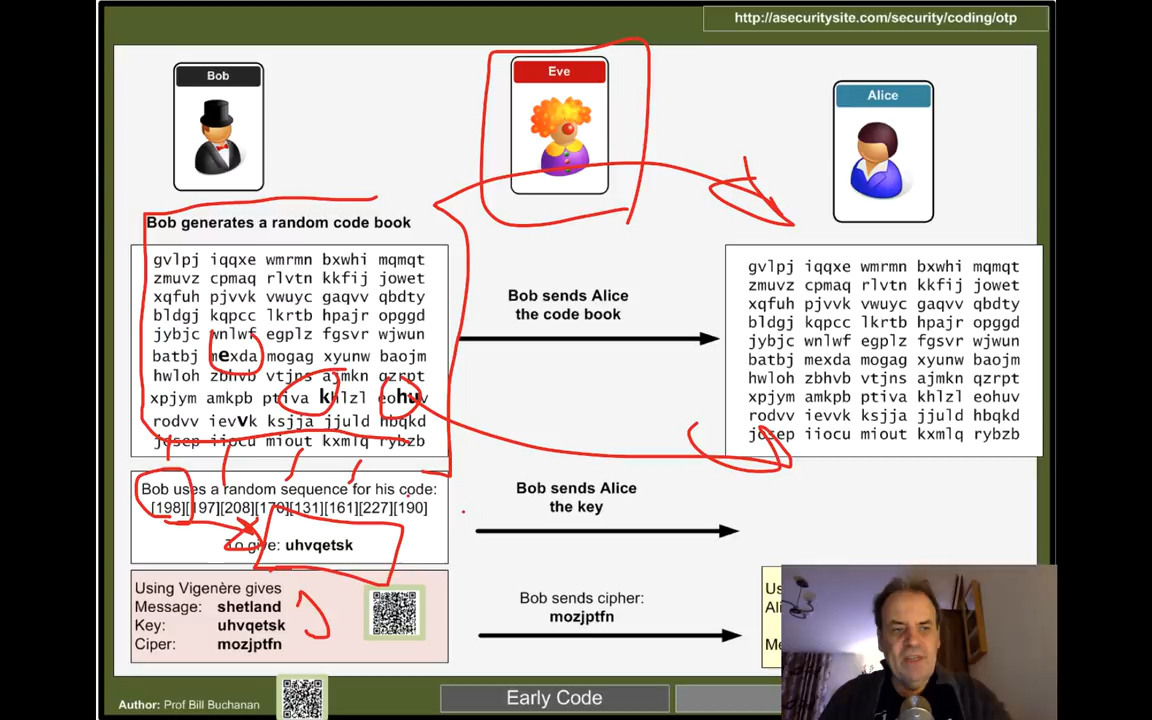 http://asecuritysite.com/security/coding/otp
Bob
Eve
Alice
Bob generates a random code book
gvlpj iqqxe wmrmn bxwhi mqmqt
zmuvz cpmaq rlvtn kkfij jowet
xqfuh pjvvk vwuyc gaqvv qbdty
bldgj kqpcc lkrtb hpajr opggd
jybjc wnlwf egplz fgsvr wjwun
batbj mexda mogag xyunw baojm
hwloh zbhvb vtjns ajmkn qzrpt
xpjym amkpb ptiva khlzl eohuv
rodvv ievvk ksjja jjuld hbqkd
josep iiocu miout kxmlq rybzb
Bob sends Alice
the code book
gvlpj iqqxe wmrmn bxwhi mqmqt
zmuvz cpmaq rlvtn kkfij jowet
xqfuh pjvvk vwuyc gaqvv qbdty
bldgj kqpcc lkrtb hpajr opggd
jybjc wnlwf egplz fgsvr wjwun
batbj mexda mogag xyunw baojm
hwloh zbhvb vtjns ajmkn qzrpt
xpjym amkpb ptiva khlzl eohuv
rodvv ievvk ksjja jjuld hbqkd
josep iiocu miout kxmlq rybzb
Bob uses a random sequence for his code:
[198][197][208][170][131][161][227][190]
To give: uhvqetsk
Bob sends Alice
the key
Using Vigenère gives
Message: shetland
Key: uhvqetsk
Ciper: mozjptfn
Bob sends cipher:
mozjptfn
Author: Prof Bill Buchanan
Early Code